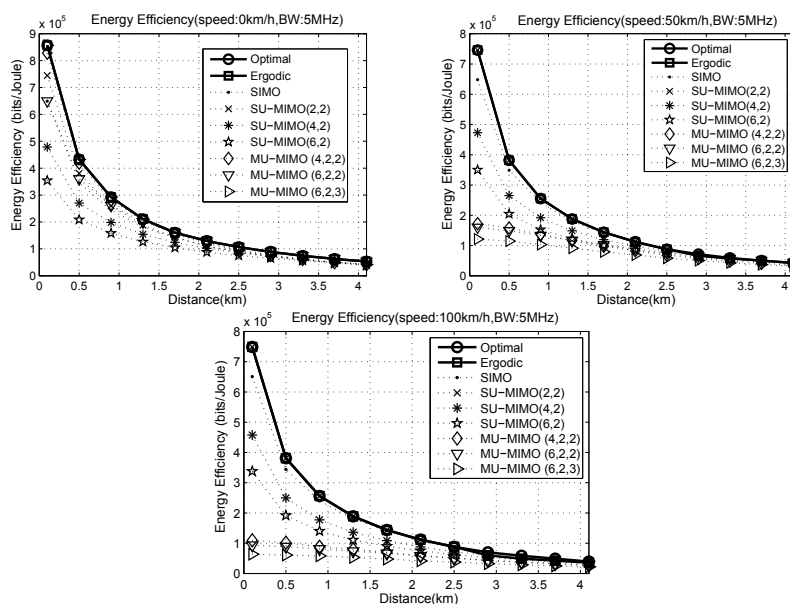 Energy Efficiency(speed:0km/h,BW:5MHz)
x 10^5
Energy Efficiency (bits/Joule)
9
8
7
6
5
4
3
2
1
0
0 0.5 1 1.5 2 2.5 3 3.5 4
Distance(km)
Optimal
Ergodic
SIMO
SU-MIMO(2,2)
SU-MIMO(4,2)
SU-MIMO(6,2)
MU-MIMO (4,2,2)
MU-MIMO (6,2,2)
MU-MIMO (6,2,3)
Energy Efficiency(speed:50km/h,BW:5MHz)
x 10^5
Energy Efficiency (bits/Joule)
8
7
6
5
4
3
2
1
0
0 0.5 1 1.5 2 2.5 3 3.5 4
Distance(km)
Optimal
Ergodic
SIMO
SU-MIMO(2,2)
SU-MIMO(4,2)
SU-MIMO(6,2)
MU-MIMO (4,2,2)
MU-MIMO (6,2,2)
MU-MIMO (6,2,3)
Energy Efficiency(speed:100km/h,BW:5MHz)
x 10^5
Energy Efficiency (bits/Joule)
8
7
6
5
4
3
2
1
0
0 0.5 1 1.5 2 2.5 3 3.5 4
Distance(km)
Optimal
Ergodic
SIMO
SU-MIMO(2,2)
SU-MIMO(4,2)
SU-MIMO(6,2)
MU-MIMO (4,2,2)
MU-MIMO (6,2,2)
MU-MIMO (6,2,3)